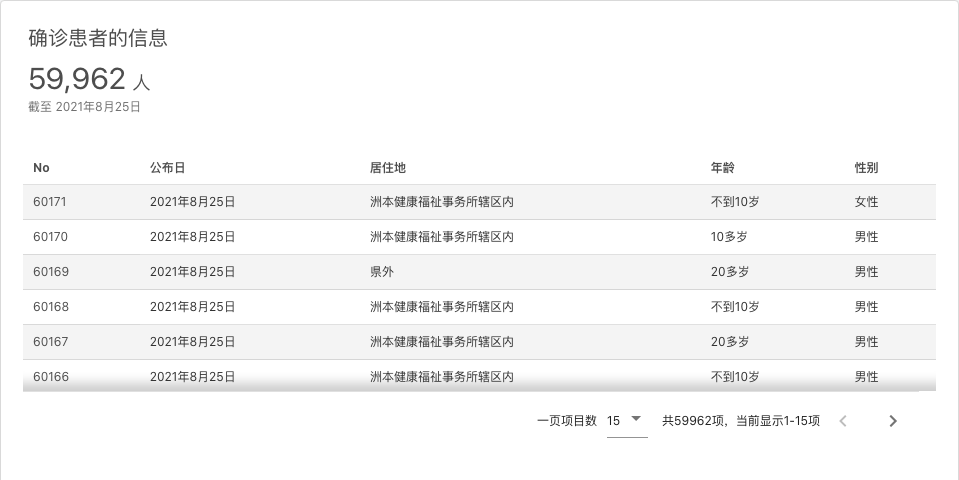 确诊患者的信息
59,962 人
截至 2021年8月25日
No 公布日 居住地 年龄 性别
60171 2021年8月25日 洲本健康福祉事务所辖区内 不到10岁 女性
60170 2021年8月25日 洲本健康福祉事务所辖区内 10多岁 男性
60169 2021年8月25日 県外 20多岁 男性
60168 2021年8月25日 洲本健康福祉事务所辖区内 不到10岁 男性
60167 2021年8月25日 洲本健康福祉事务所辖区内 20多岁 男性
60166 2021年8月25日 洲本健康福祉事务所辖区内 不到10岁 男性
一页项目数 15 共59962项，当前显示1-15项